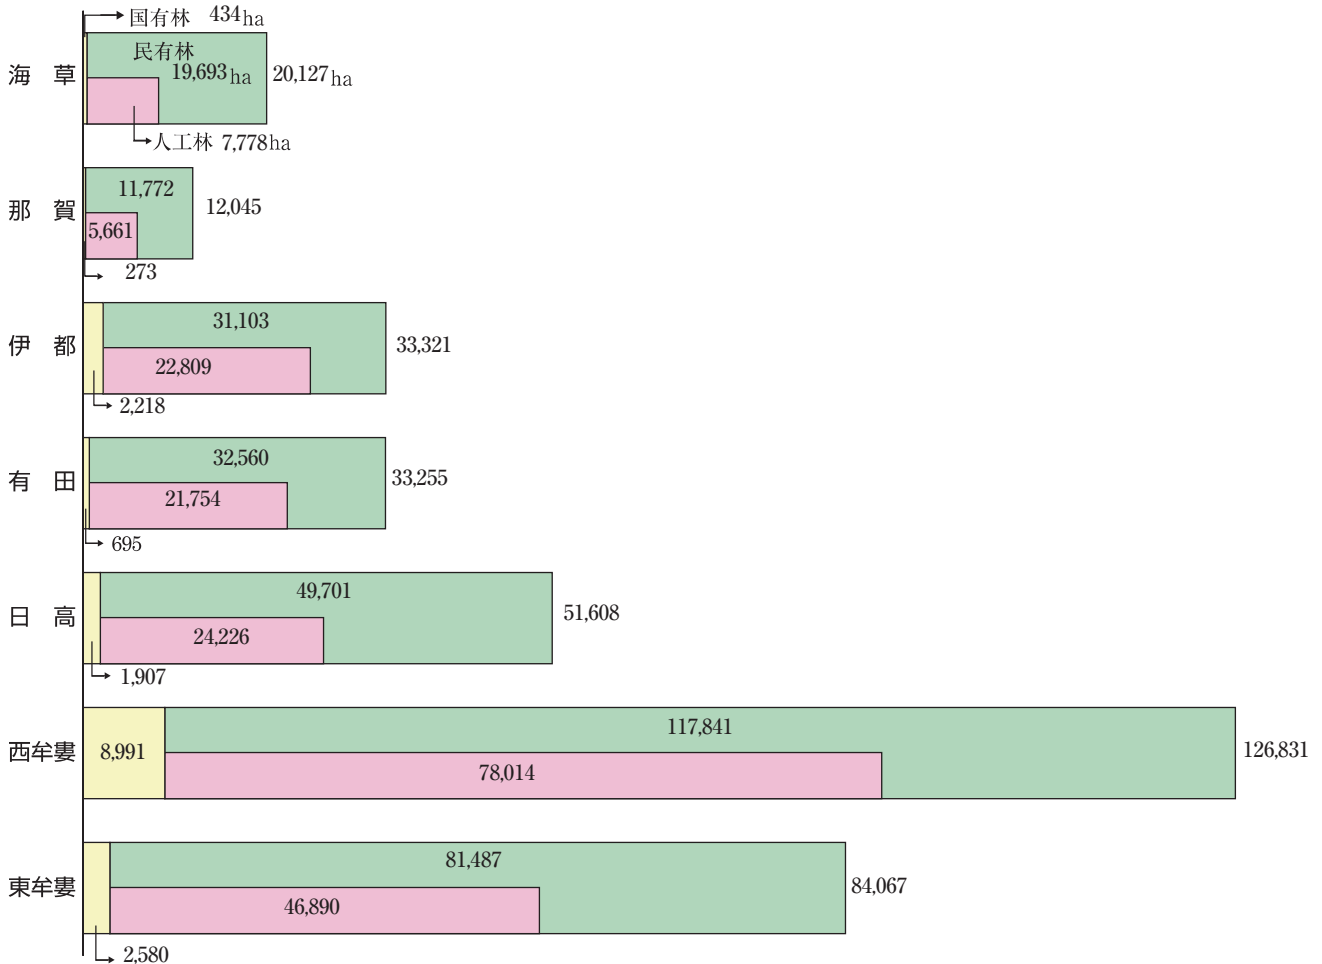 国有林 434ha
民有林
19,693ha
海草
20,127ha
人工林 7,778ha
11,772
那賀
12,045
5,661
273
31,103
伊都
33,321
22,809
2,218
32,560
有田
33,255
21,754
695
49,701
日高
51,608
24,226
1,907
117,841
西牟婁
8,991
126,831
78,014
81,487
東牟婁
84,067
46,890
2,580